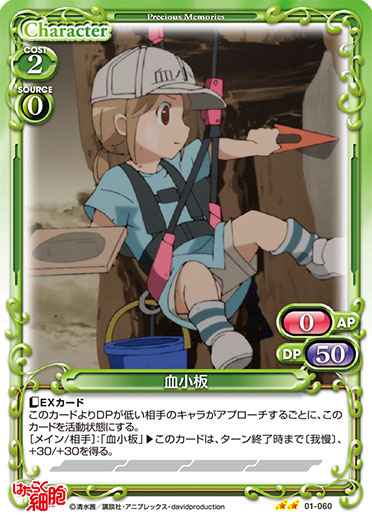 Precious Memories
Character
COST
2
SOURCE
0
血小板
0 AP
DP 50
血小板
EXカード
このカードよりDPが低い相手のキャラがアプローチするごとに、この
カードを活動状態にする。
[メイン/相手]:「血小板」▶このカードは、ターン終了時まで[我慢]、
+30/+30を得る。
はたらく
細胞
01-060
©清水茜/講談社・アニプレックス・davidproduction